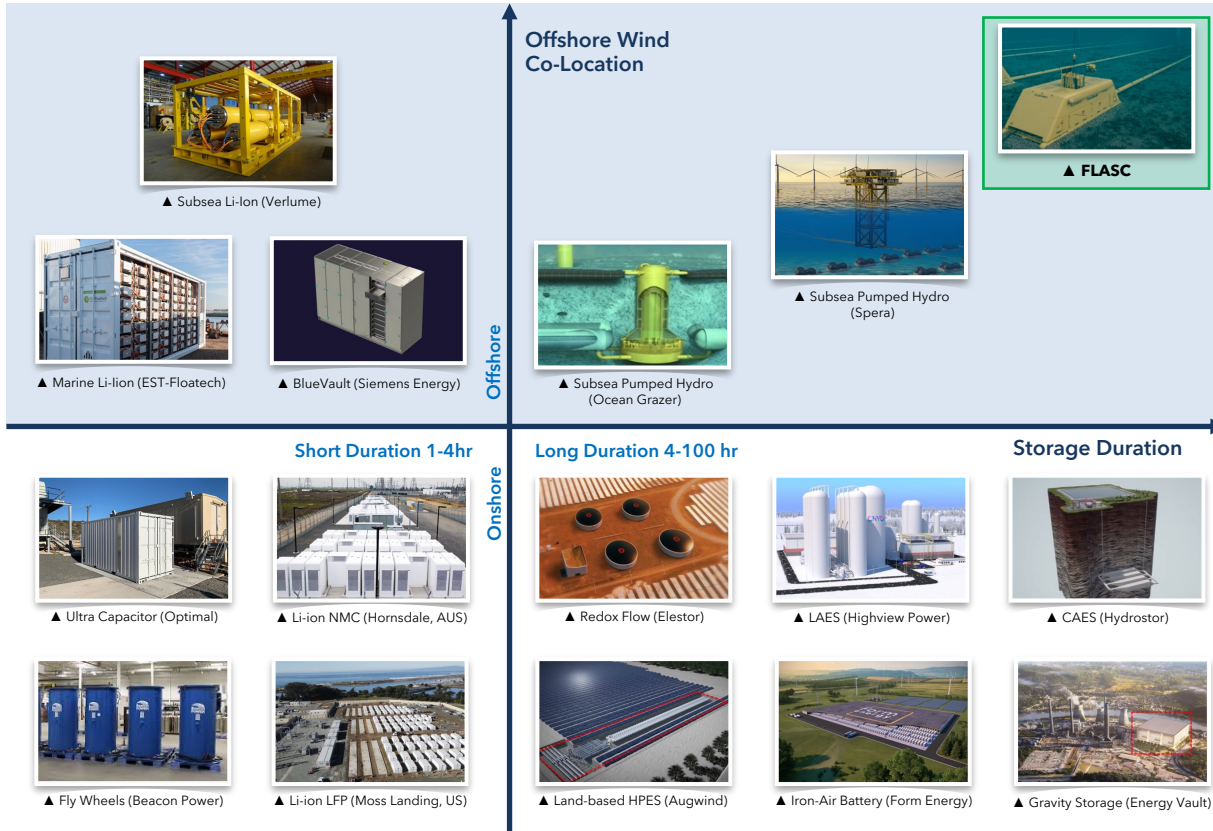 Offshore Wind
Co-Location
▲ FLASC
▲ Subsea Li-Ion (Verlume)
▲ Subsea Pumped Hydro
(Spera)
▲ Marine Li-Iion (EST-Floatech)
▲ BlueVault (Siemens Energy)
Offshore
▲ Subsea Pumped Hydro
(Ocean Grazer)
Short Duration 1-4hr
Long Duration 4-100 hr
Storage Duration
Onshore
▲ Ultra Capacitor (Optimal)
▲ Li-ion NMC (Hornsdale, AUS)
▲ Redox Flow (Elestor)
▲ LAES (Highview Power)
▲ CAES (Hydrostor)
▲ Fly Wheels (Beacon Power)
▲ Li-ion LFP (Moss Landing, US)
▲ Land-based HPES (Augwind)
▲ Iron-Air Battery (Form Energy)
▲ Gravity Storage (Energy Vault)